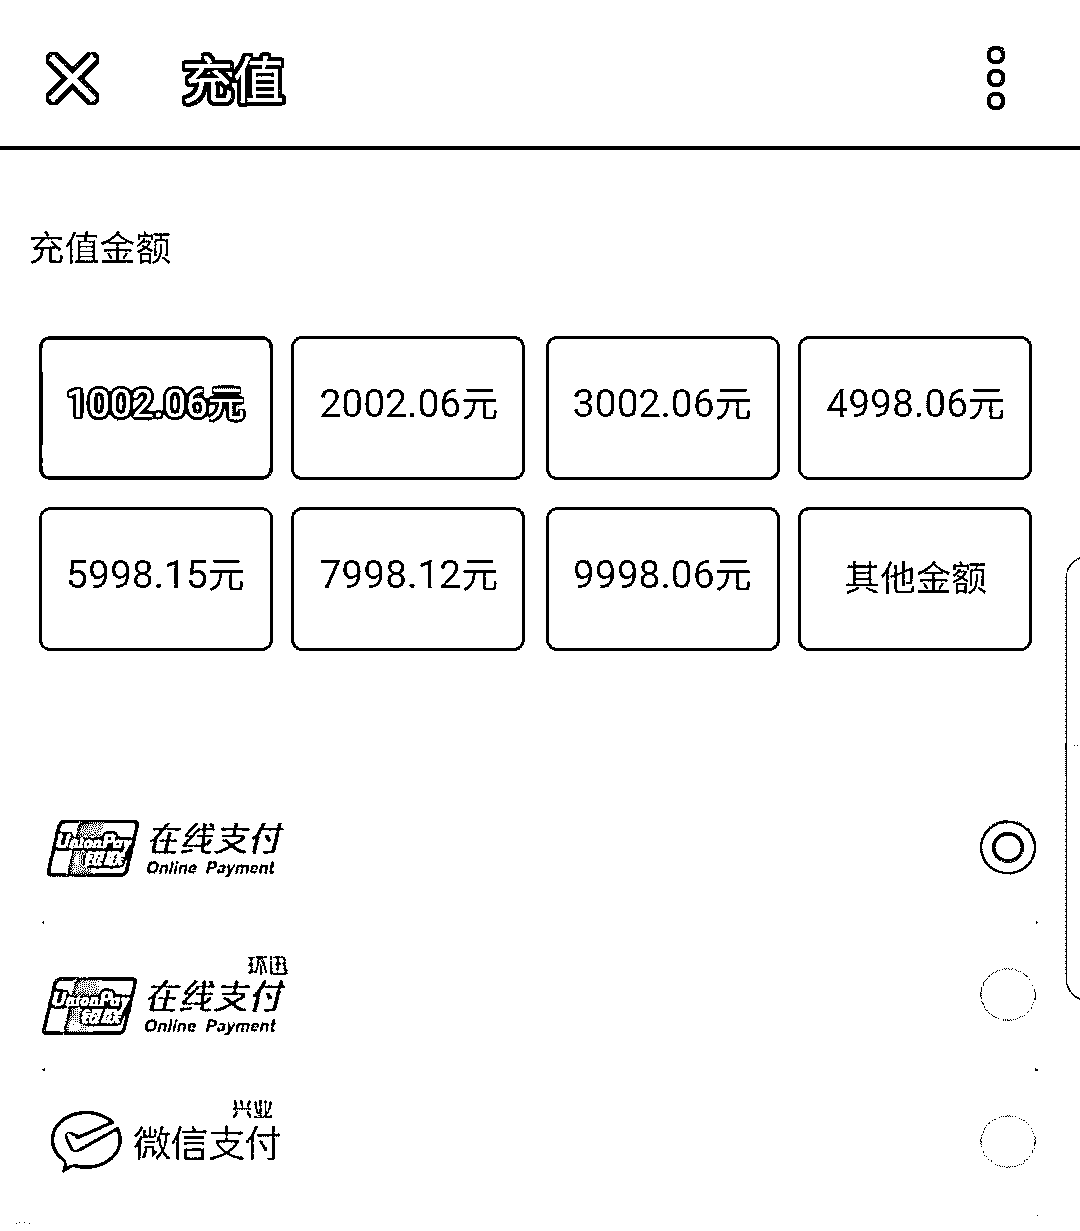 充值
充值金额
1002.06元 2002.06元 3002.06元 4998.06元
5998.15元 7998.12元 9998.06元 其他金额
UnionPay 银联 在线支付
Online Payment
环迅
UnionPay 银联 在线支付
Online Payment
兴业
微信支付